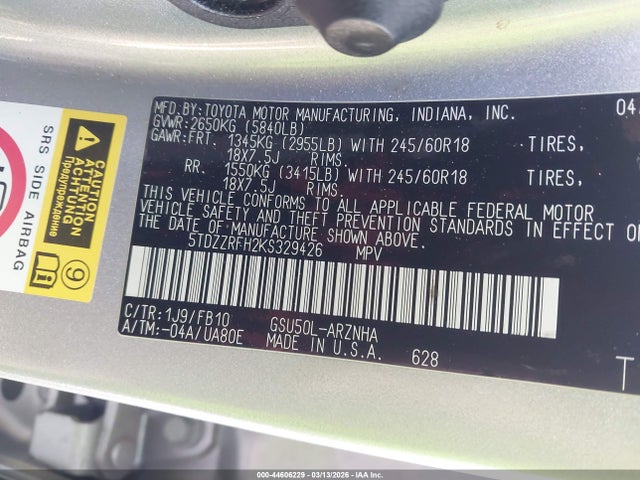 MFD.BY:TOYOTA MOTOR MANUFACTURING, INDIANA, INC. 04
GVWR:2650KG (5840LB)
GAWR:FRT. 1345KG (2955LB) WITH 245/60R18 TIRES,
18X7.5J RIMS.
RR. 1550KG (3415LB) WITH 245/60R18 TIRES,
18X7.5J RIMS.
THIS VEHICLE CONFORMS TO ALL APPLICABLE FEDERAL MOTOR
VEHICLE SAFETY AND THEFT PREVENTION STANDARDS IN EFFECT O
THE DATE OF MANUFACTURE SHOWN ABOVE.
5TDZZRFH2KS329426 MPV
C/TR:1J9/FB10 GSU50L-ARZNHA
A/TM:-04A/UA80E MADE IN U.S.A. 628
T
SRS SIDE AIRBAG
CAUTION
ATTENTION
ACHTUNG
Предупреждение
9
000-44606229 - 03/13/2026 - IAA Inc.